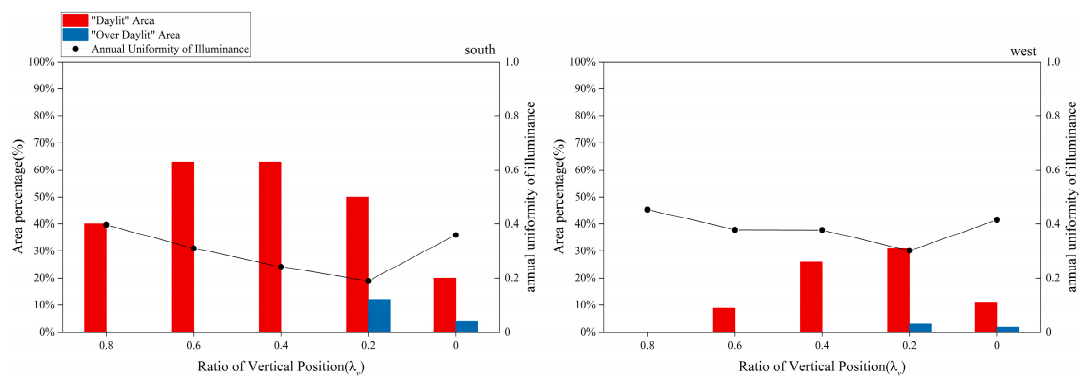 "Daylit" Area
"Over Daylit" Area
Annual Uniformity of Illuminance
south
100%
90%
80%
70%
60%
50%
40%
30%
20%
10%
0%
Area percentage(%)
1.0
0.8
0.6
0.4
0.2
0
annual uniformity of illuminance
0.8 0.6 0.4 0.2 0
Ratio of Vertical Position(λv)
west
100%
90%
80%
70%
60%
50%
40%
30%
20%
10%
0%
Area percentage(%)
1.0
0.8
0.6
0.4
0.2
0
annual uniformity of illuminance
0.8 0.6 0.4 0.2 0
Ratio of Vertical Position(λv)